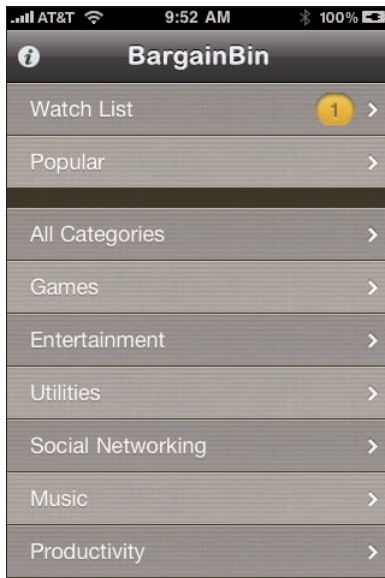 AT&T 9:52 AM 100%
BargainBin
Watch List 1
Popular
All Categories
Games
Entertainment
Utilities
Social Networking
Music
Productivity